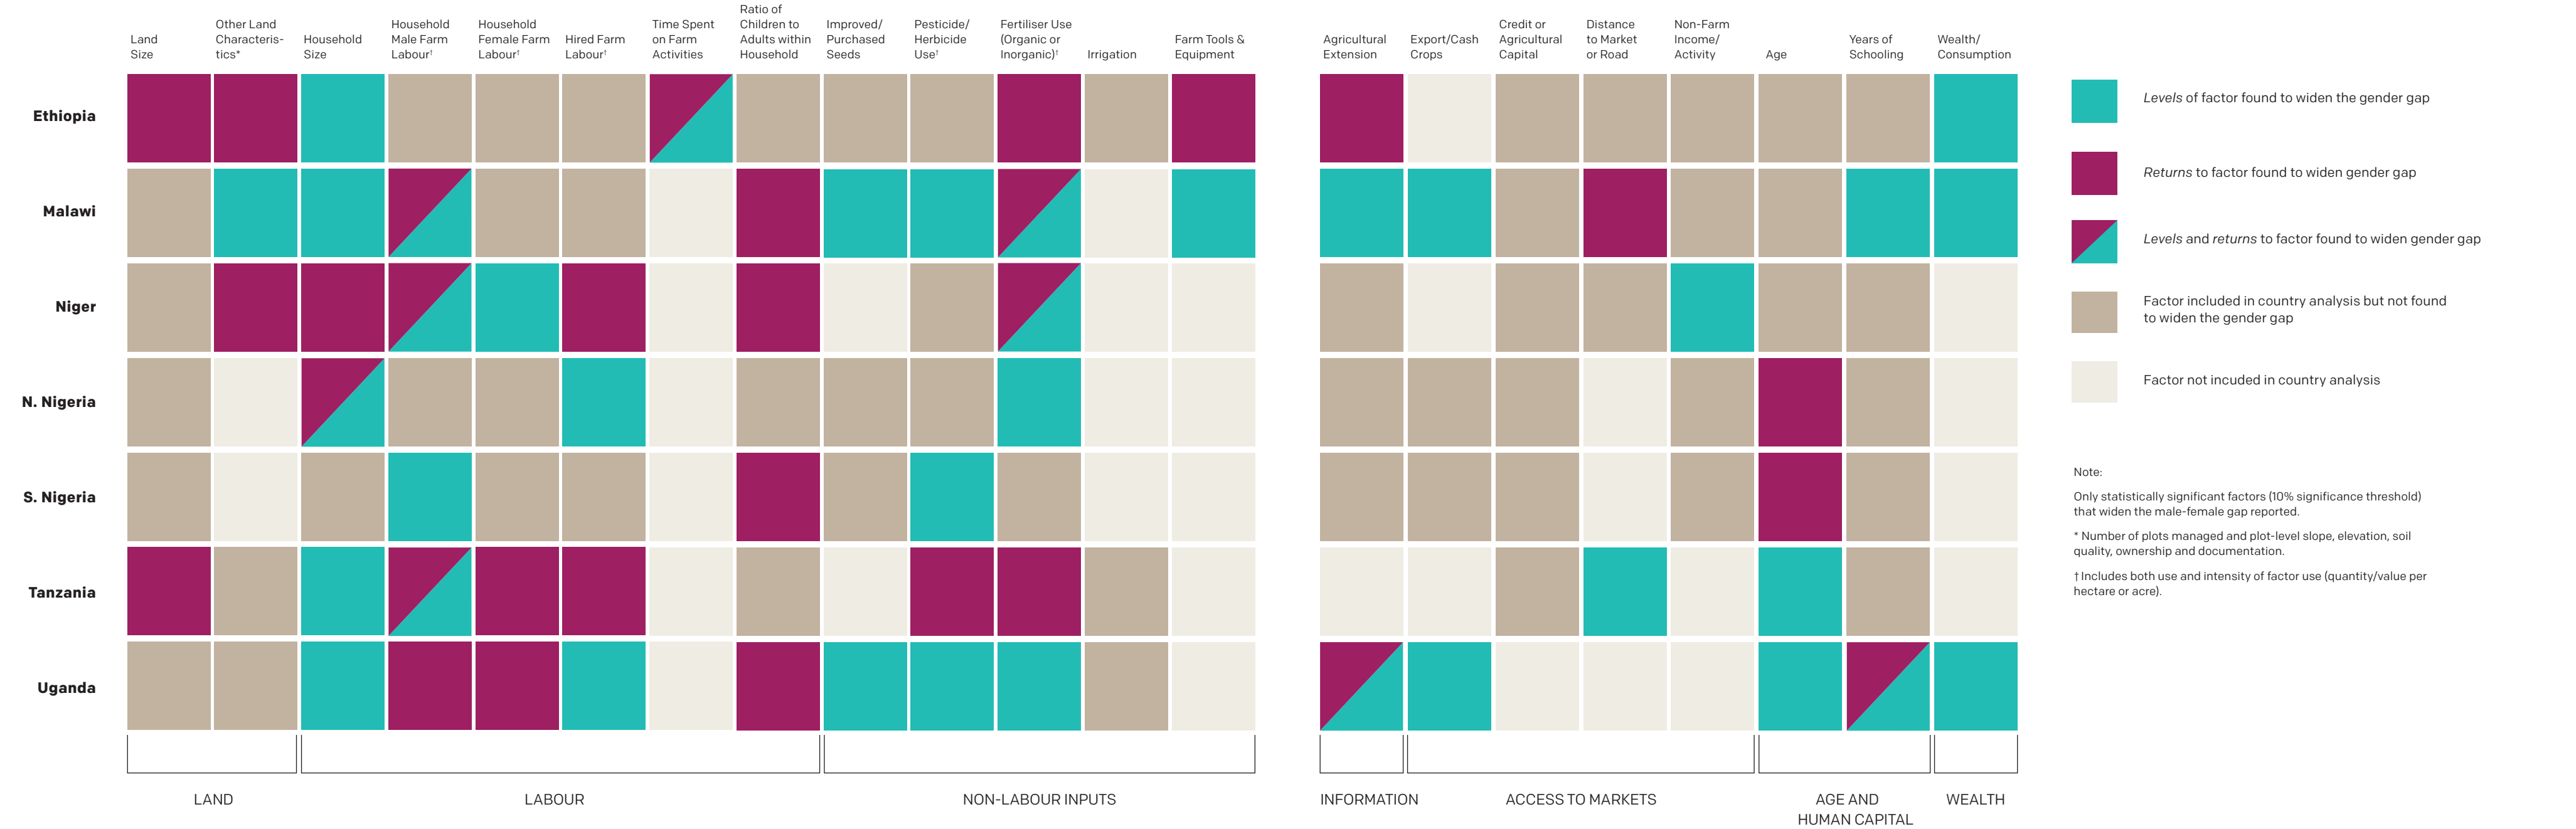 Land
Size
Other Land
Characteris-
tics*
Household
Size
Household
Male Farm
Labour†
Household
Female Farm
Labour†
Hired Farm
Labour†
Time Spent
on Farm
Activities
Ratio of
Children to
Adults within
Household
Improved/
Purchased
Seeds
Pesticide/
Herbicide
Use†
Fertiliser Use
(Organic or
Inorganic)†
Irrigation
Farm Tools &
Equipment
Agricultural
Extension
Export/Cash
Crops
Credit or
Agricultural
Capital
Distance
to Market
or Road
Non-Farm
Income/
Activity
Age
Years of
Schooling
Wealth/
Consumption
Ethiopia
Malawi
Niger
N. Nigeria
S. Nigeria
Tanzania
Uganda
LAND
LABOUR
NON-LABOUR INPUTS
INFORMATION
ACCESS TO MARKETS
AGE AND
HUMAN CAPITAL
WEALTH
Levels of factor found to widen the gender gap
Returns to factor found to widen gender gap
Levels and returns to factor found to widen gender gap
Factor included in country analysis but not found
to widen the gender gap
Factor not incuded in country analysis
Note:
Only statistically significant factors (10% significance threshold)
that widen the male-female gap reported.
* Number of plots managed and plot-level slope, elevation, soil
quality, ownership and documentation.
† Includes both use and intensity of factor use (quantity/value per
hectare or acre).